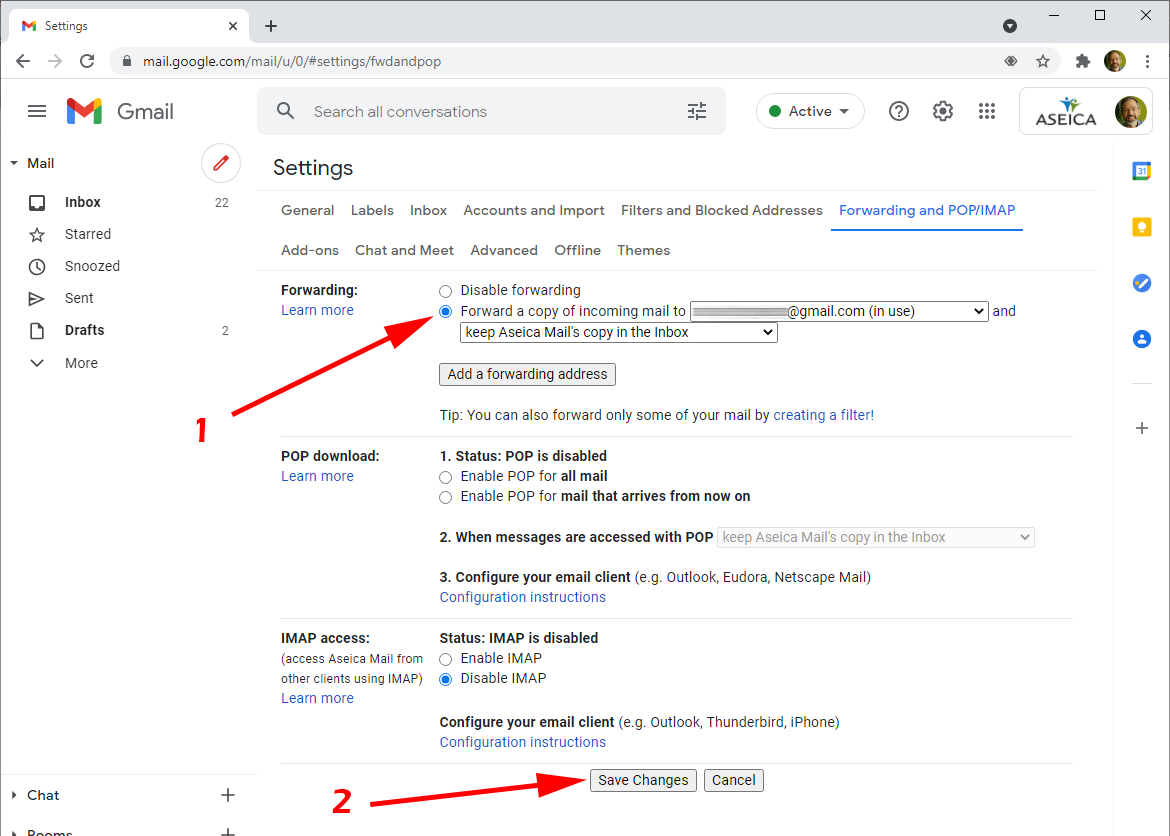 Settings
mail.google.com/mail/u/0/#settings/fwdandpop
Gmail
Search all conversations
Active
ASEICA
Mail
Inbox 22
Starred
Snoozed
Sent
Drafts 2
More
Chat
Rooms
Settings
General Labels Inbox Accounts and Import Filters and Blocked Addresses Forwarding and POP/IMAP
Add-ons Chat and Meet Advanced Offline Themes
Forwarding: Disable forwarding
Learn more Forward a copy of incoming mail to @gmail.com (in use) and
keep Aseica Mail's copy in the Inbox
Add a forwarding address
1
Tip: You can also forward only some of your mail by creating a filter!
POP download: 1. Status: POP is disabled
Learn more Enable POP for all mail
Enable POP for mail that arrives from now on
2. When messages are accessed with POP keep Aseica Mail's copy in the Inbox
3. Configure your email client (e.g. Outlook, Eudora, Netscape Mail)
Configuration instructions
IMAP access: Status: IMAP is disabled
(access Aseica Mail from Enable IMAP
other clients using IMAP) Disable IMAP
Learn more
Configure your email client (e.g. Outlook, Thunderbird, iPhone)
Configuration instructions
2 Save Changes Cancel
31